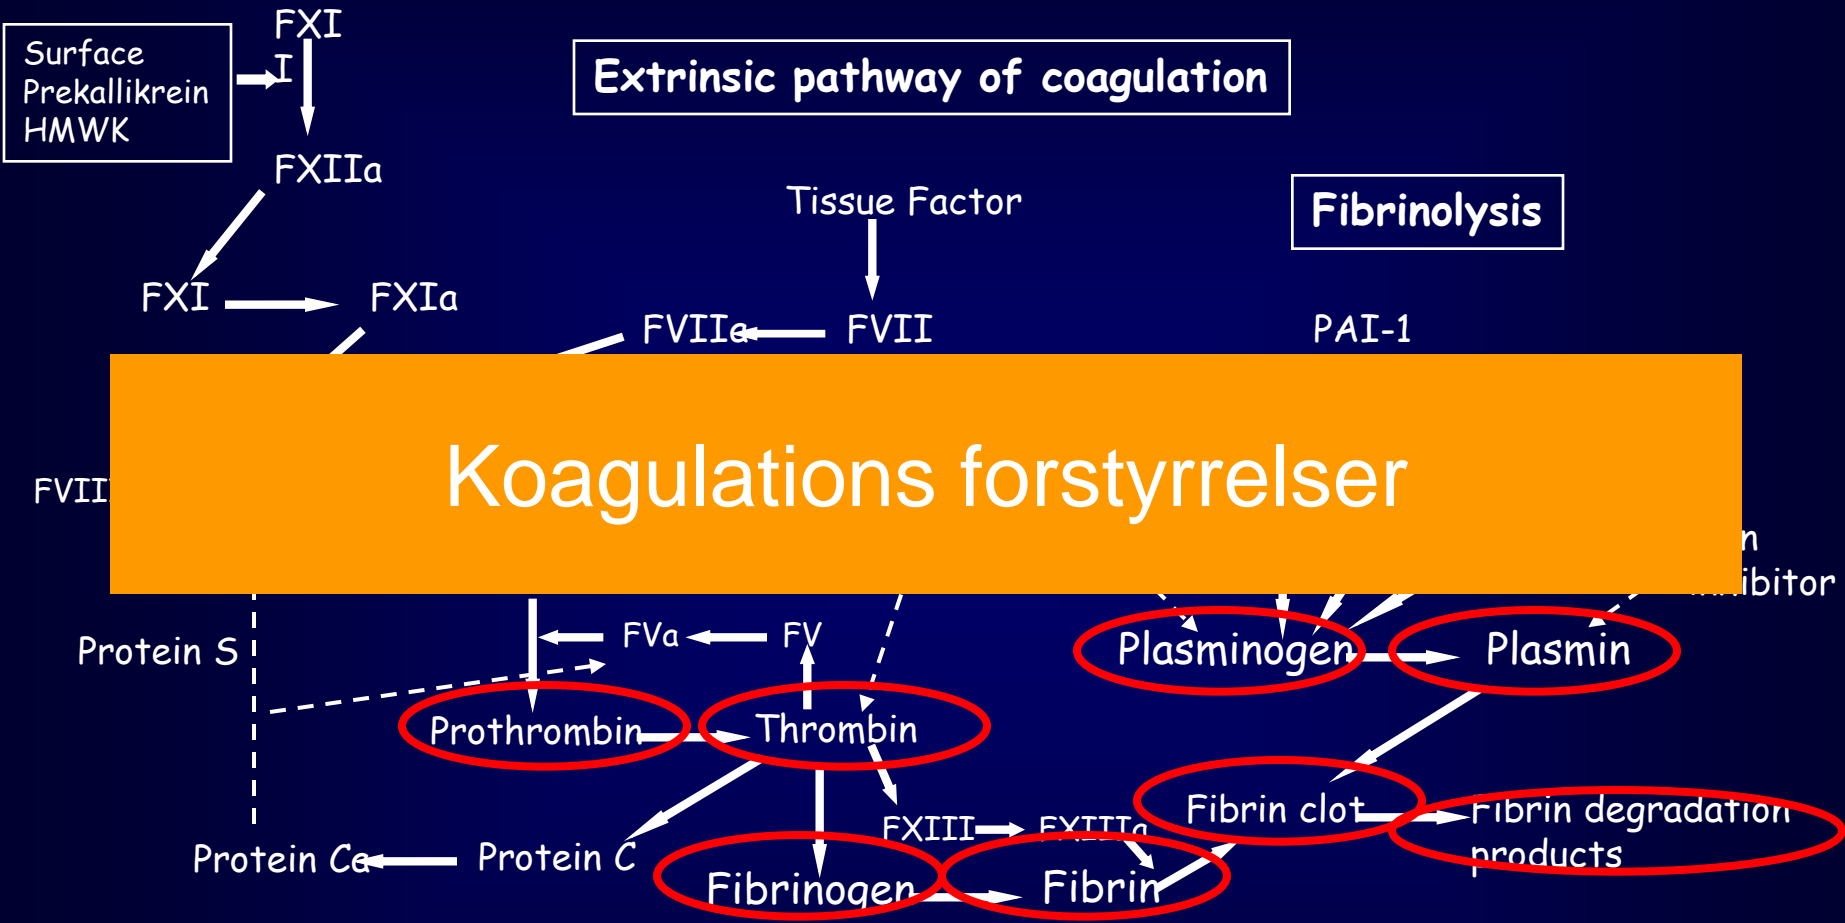 FXI
I
Surface
Prekallikrein
HMWK
Extrinsic pathway of coagulation
FXIIa
Tissue Factor
Fibrinolysis
FXI
FXIa
FVIIa
FVII
PAI-1
Koagulations forstyrrelser
Protein S
FVa
FV
Plasminogen
Plasmin
Prothrombin
Thrombin
Fibrin clot
Fibrin degradation
products
FXIII
FXIIIa
Protein Ca
Protein C
Fibrinogen
Fibrin